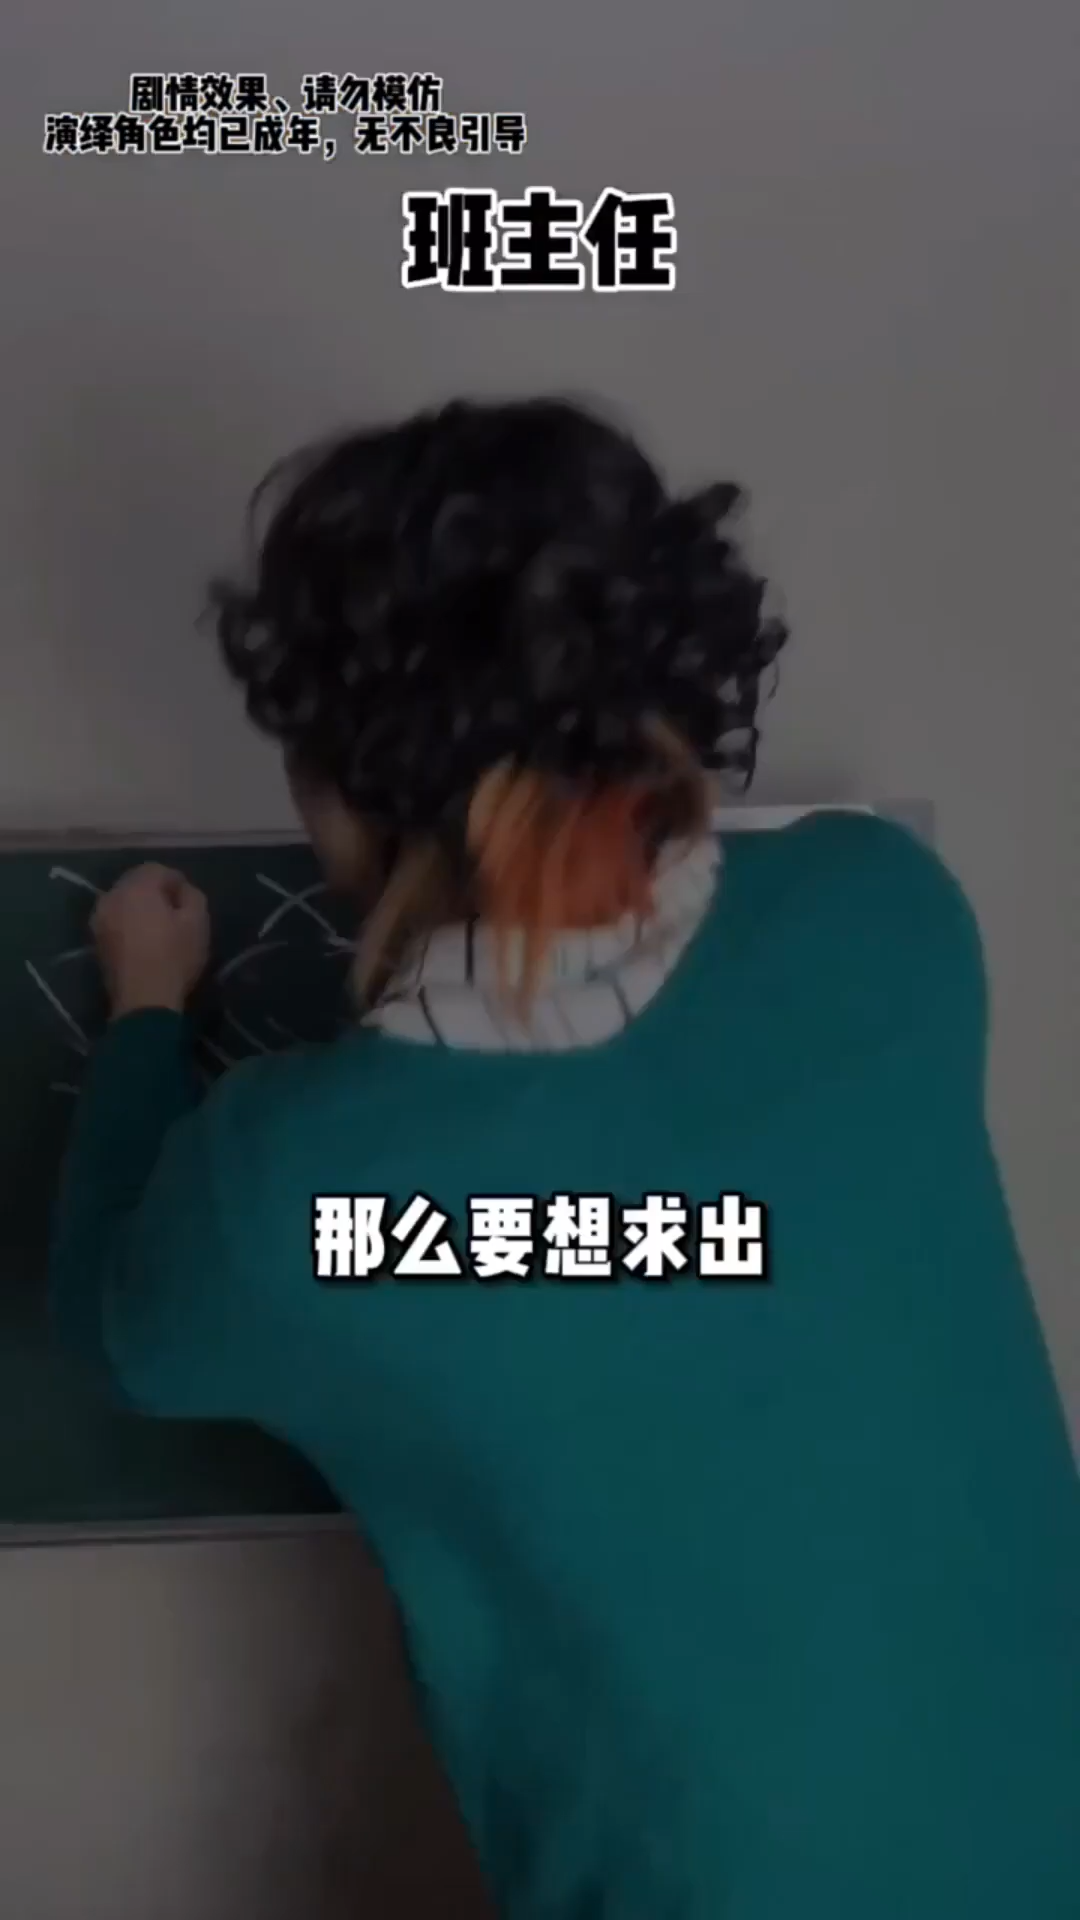 剧情效果、请勿模仿
演绎角色均已成年，无不良引导
班主任
那么要想求出